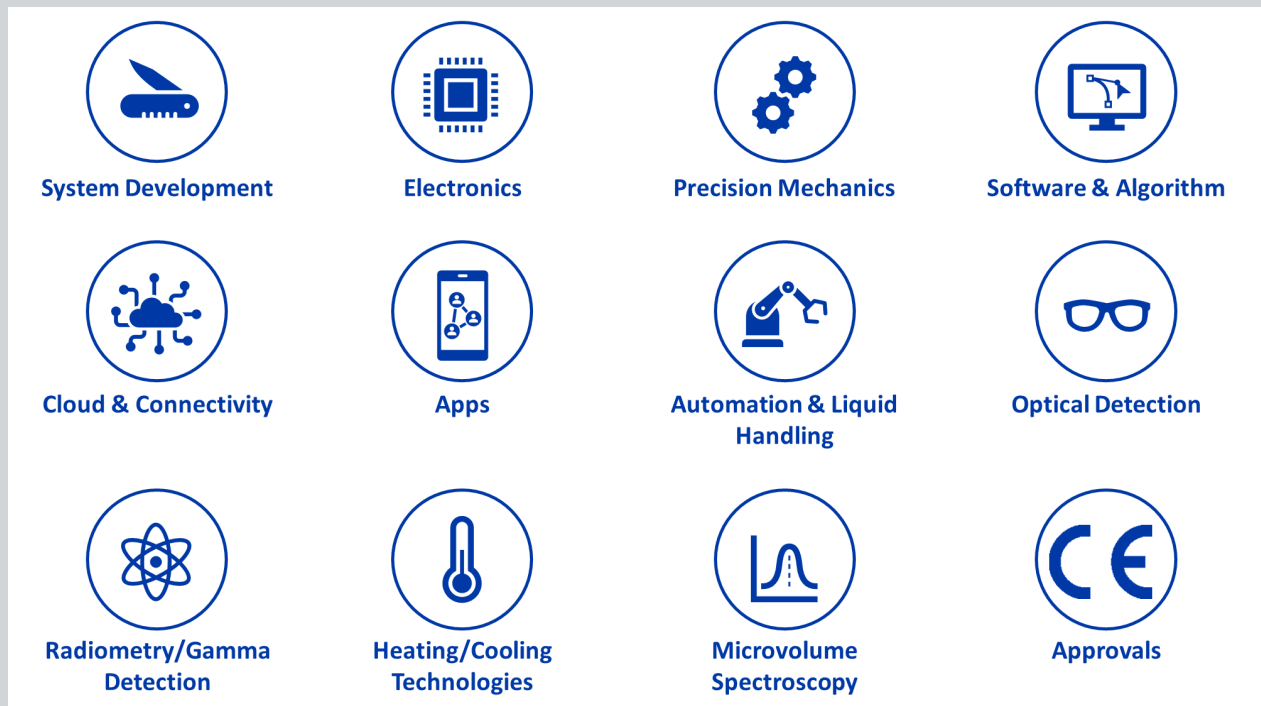 System Development
Electronics
Precision Mechanics
Software & Algorithm
Cloud & Connectivity
Apps
Automation & Liquid
Handling
Optical Detection
Radiometry/Gamma
Detection
Heating/Cooling
Technologies
Microvolume
Spectroscopy
CE
Approvals